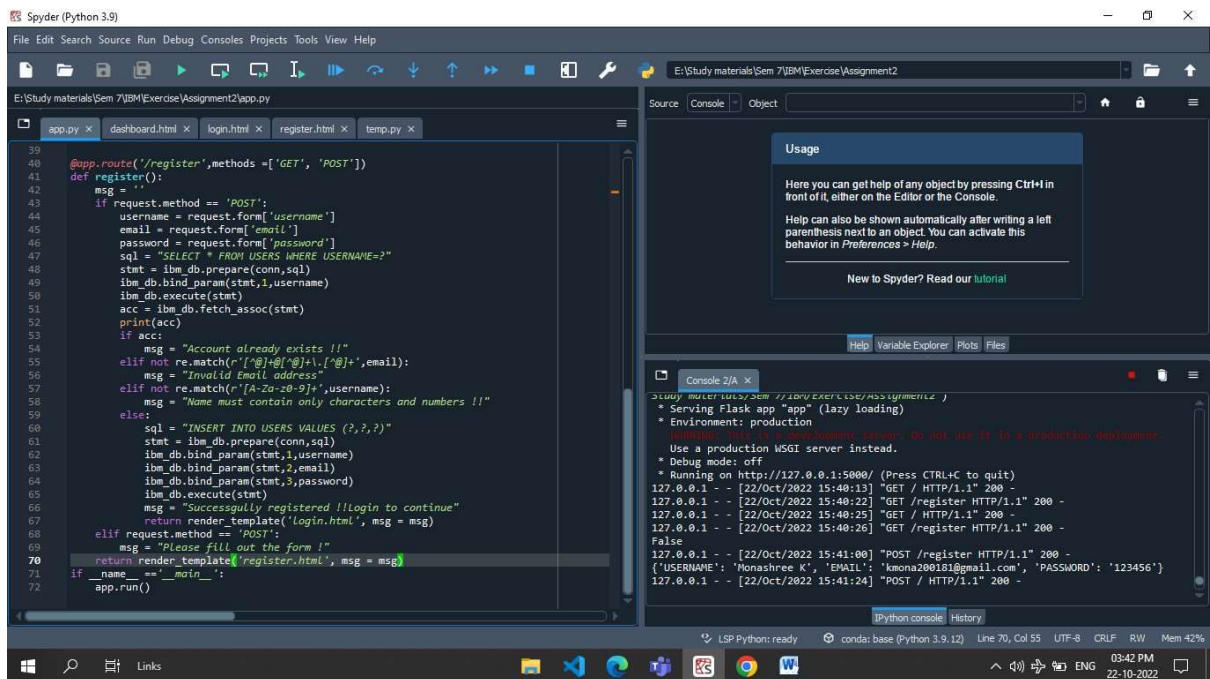 Spyder (Python 3.9)
File Edit Search Source Run Debug Consoles Projects Tools View Help
E:\Study materials\Sem 7\IBM\Exercise\Assignment2
E:\Study materials\Sem 7\IBM\Exercise\Assignment2\app.py
app.py dashboard.html login.html register.html temp.py
39
40 @app.route('/register',methods =['GET', 'POST'])
41 def register():
42 msg = ''
43 if request.method == 'POST':
44 username = request.form['username']
45 email = request.form['email']
46 password = request.form['password']
47 sql = "SELECT * FROM USERS WHERE USERNAME=?"
48 stmt = ibm_db.prepare(conn,sql)
49 ibm_db.bind_param(stmt,1,username)
50 ibm_db.execute(stmt)
51 acc = ibm_db.fetch_assoc(stmt)
52 print(acc)
53 if acc:
54 msg = "Account already exists !!"
55 elif not re.match(r'[^@]+@[^@]+\.[^@]+',email):
56 msg = "Invalid Email address"
57 elif not re.match(r'[A-Za-z0-9]+',username):
58 msg = "Name must contain only characters and numbers !!"
59 else:
60 sql = "INSERT INTO USERS VALUES (?,?,?)"
61 stmt = ibm_db.prepare(conn,sql)
62 ibm_db.bind_param(stmt,1,username)
63 ibm_db.bind_param(stmt,2,email)
64 ibm_db.bind_param(stmt,3,password)
65 ibm_db.execute(stmt)
66 msg = "Successgully registered !!Login to continue"
67 return render_template('login.html', msg = msg)
68 elif request.method == 'POST':
69 msg = "Please fill out the form !"
70 return render_template('register.html', msg = msg)
71 if __name__ =='__main__':
72 app.run()
Source Console Object
Usage
Here you can get help of any object by pressing Ctrl+I in
front of it, either on the Editor or the Console.
Help can also be shown automatically after writing a left
parenthesis next to an object. You can activate this
behavior in Preferences > Help.
New to Spyder? Read our tutorial
Help Variable Explorer Plots Files
Console 2/A
Study materials/Sem 7/IBM/Exercise/Assignment2')
* Serving Flask app "app" (lazy loading)
* Environment: production
WARNING: This is a development server. Do not use it in a production deployment.
Use a production WSGI server instead.
* Debug mode: off
* Running on http://127.0.0.1:5000/ (Press CTRL+C to quit)
127.0.0.1 - - [22/Oct/2022 15:40:13] "GET / HTTP/1.1" 200 -
127.0.0.1 - - [22/Oct/2022 15:40:22] "GET /register HTTP/1.1" 200 -
127.0.0.1 - - [22/Oct/2022 15:40:25] "GET / HTTP/1.1" 200 -
127.0.0.1 - - [22/Oct/2022 15:40:26] "GET /register HTTP/1.1" 200 -
False
127.0.0.1 - - [22/Oct/2022 15:41:00] "POST /register HTTP/1.1" 200 -
{'USERNAME': 'Monashree K', 'EMAIL': 'kmona200181@gmail.com', 'PASSWORD': '123456'}
127.0.0.1 - - [22/Oct/2022 15:41:24] "POST / HTTP/1.1" 200 -
IPython console History
LSP Python: ready conda: base (Python 3.9.12) Line 70, Col 55 UTF-8 CRLF RW Mem 42%
Links
ENG
03:42 PM
22-10-2022